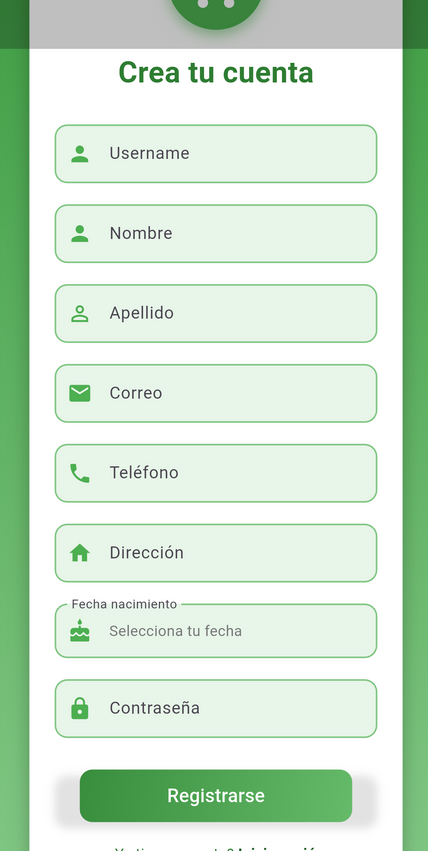 Crea tu cuenta
Username
Nombre
Apellido
Correo
Teléfono
Dirección
Fecha nacimiento
Selecciona tu fecha
Contraseña
Registrarse